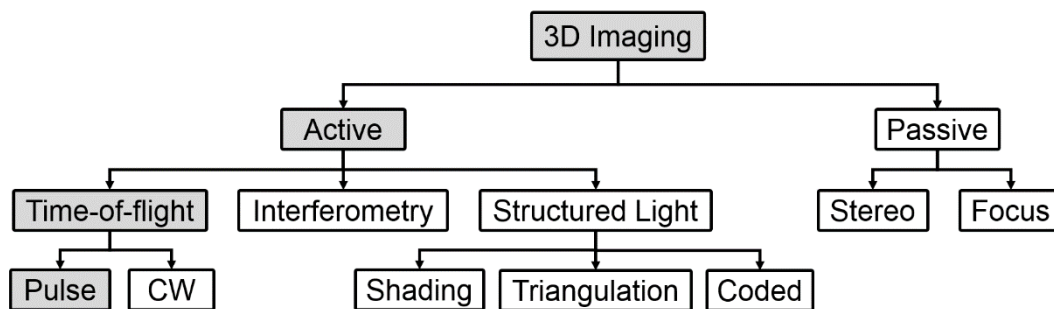 3D Imaging
Active
Passive
Time-of-flight
Interferometry
Structured Light
Stereo
Focus
Pulse
CW
Shading
Triangulation
Coded